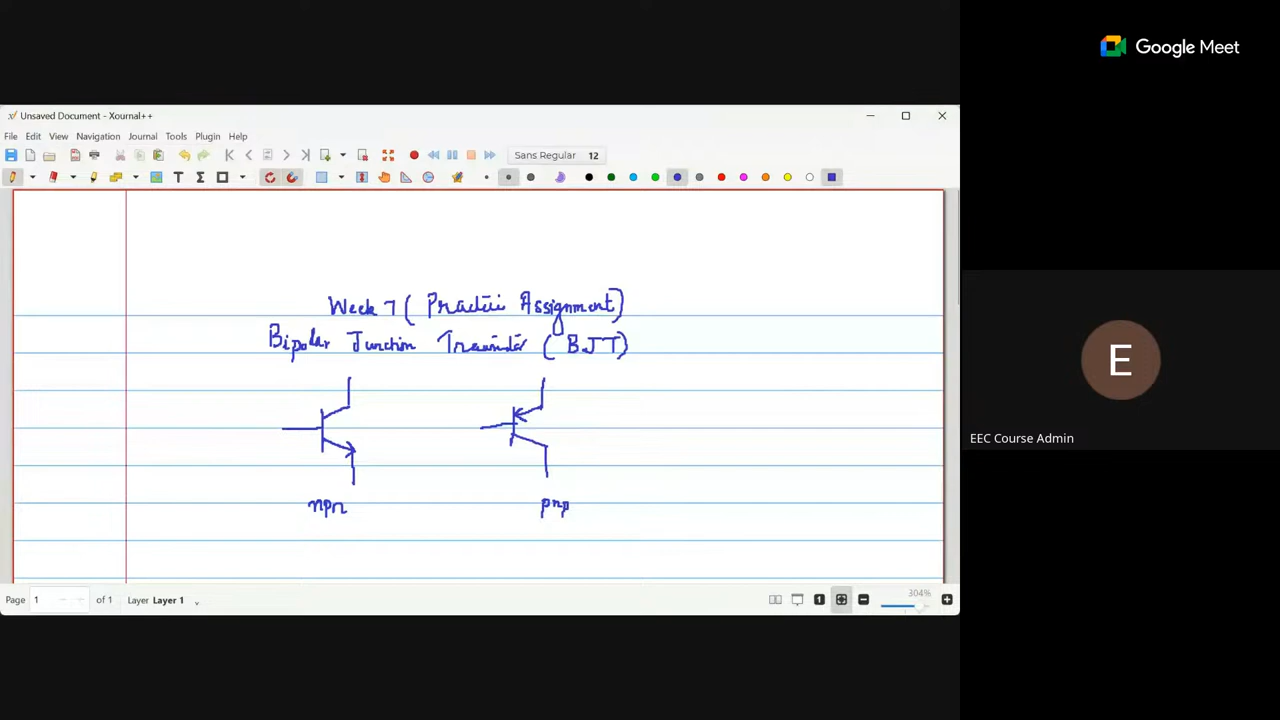 Google Meet
Unsaved Document - Xournal++
File Edit View Navigation Journal Tools Plugin Help
Sans Regular 12
Week 7 ( Practice Assignment)
Bipolar Junction Transistor ( BJT)
npn pnp
E
EEC Course Admin
Page 1 of 1 Layer Layer 1 304%